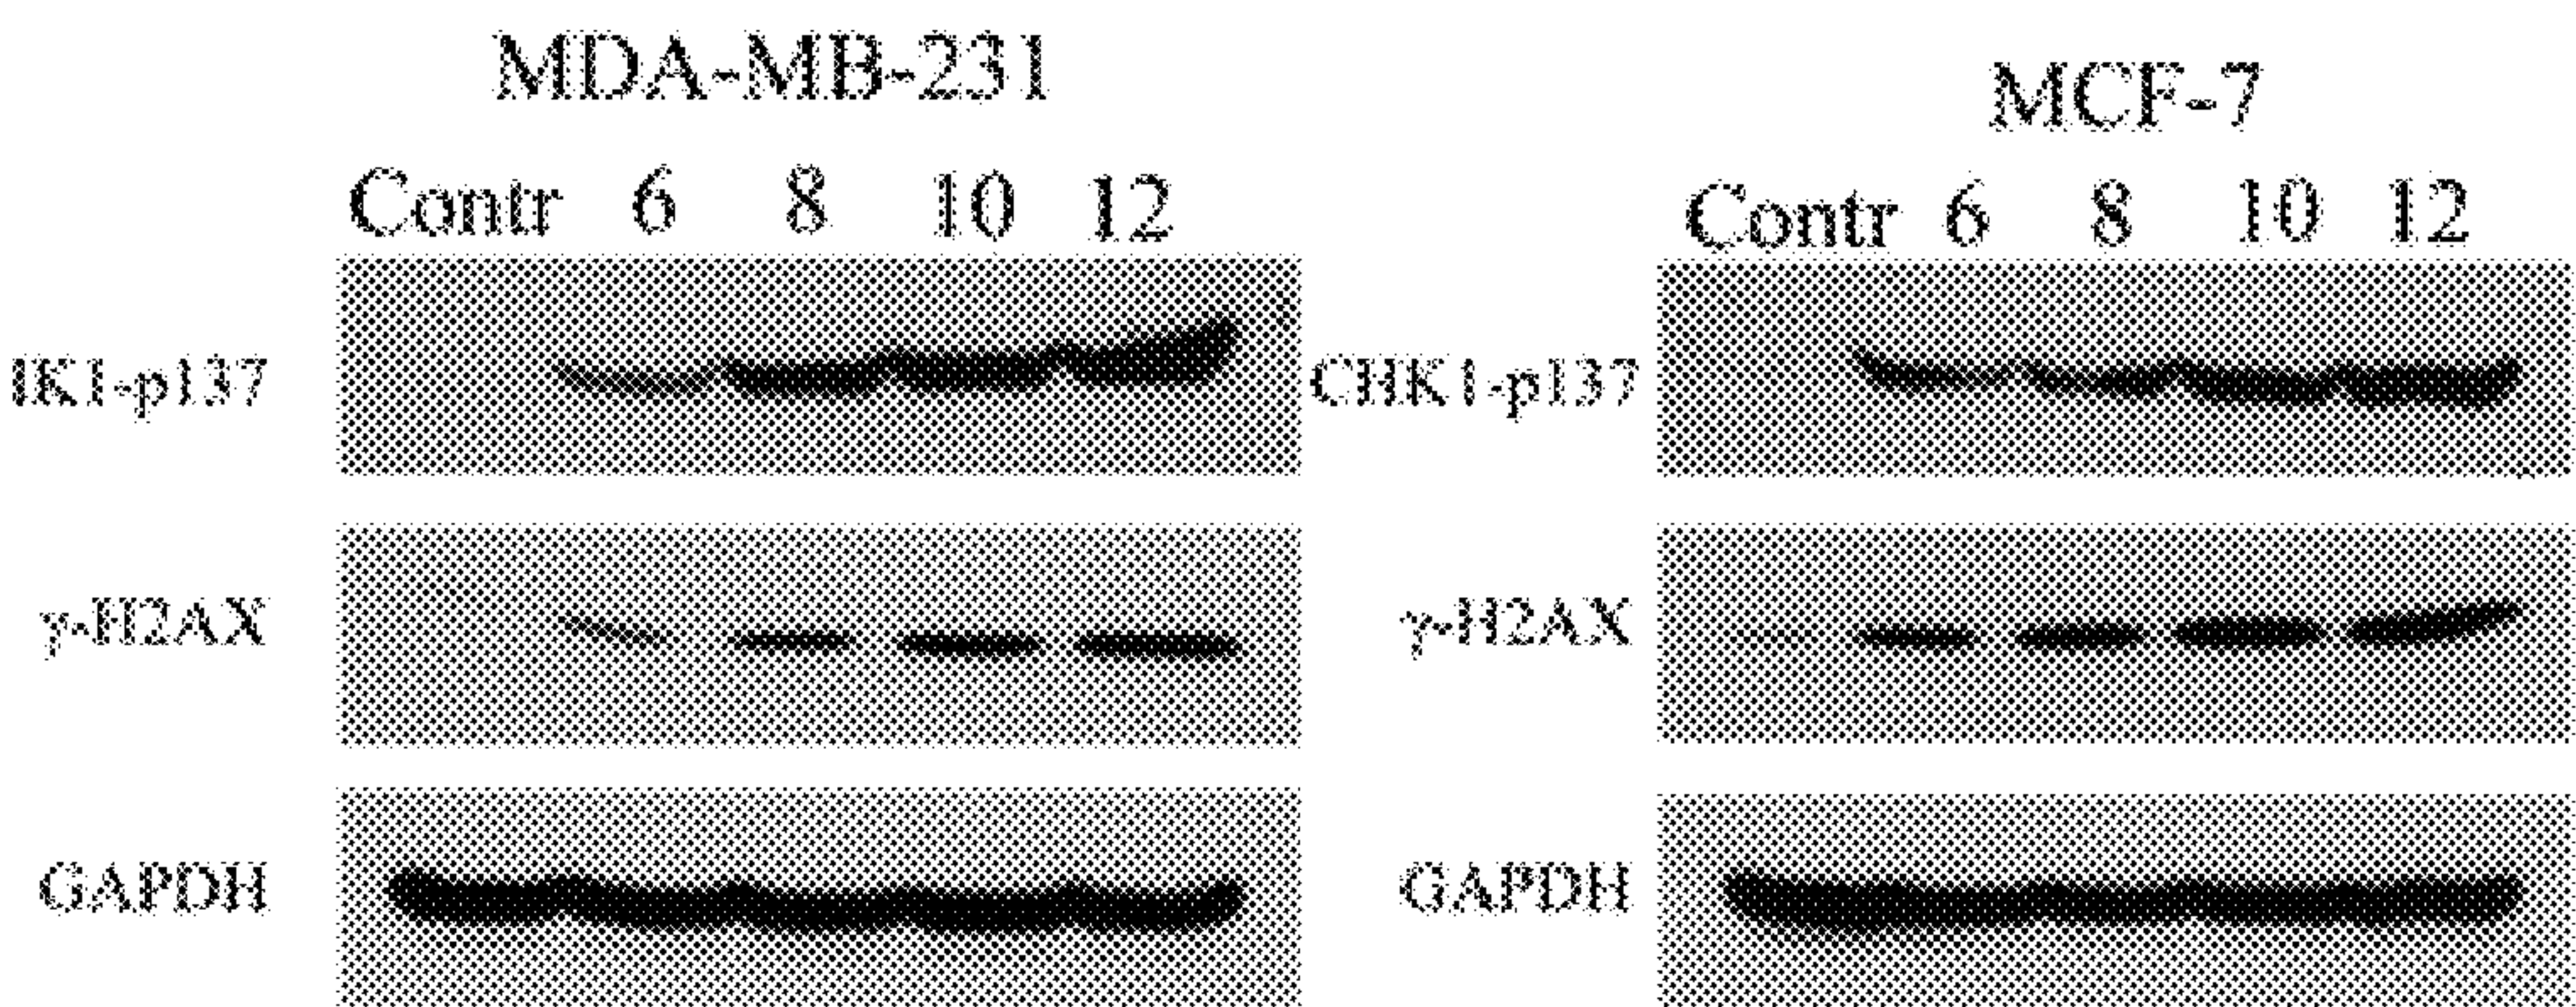 MDA-MB-231
Contr 6 8 10 12
IK1-p137
γ-H2AX
GAPDH
MCF-7
Contr 6 8 10 12
CHK1-p137
γ-H2AX
GAPDH